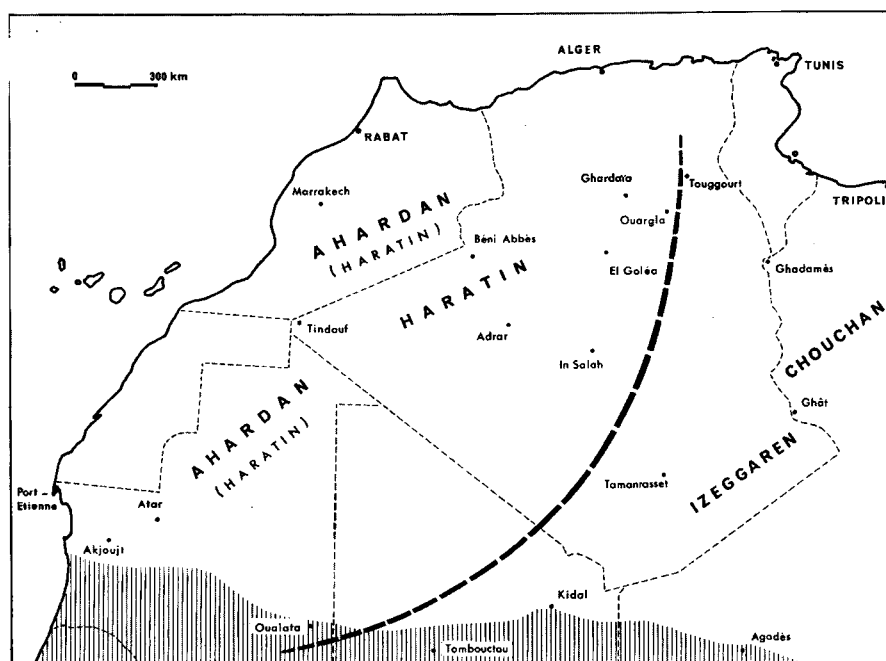 0 300 km
ALGER
TUNIS
RABAT
Marrakech
Ghardaïa
Touggourt
TRIPOLI
Ouargla
AHARDAN
(HARATIN)
Béni Abbès
El Goléa
Ghadamès
HARATIN
Tindouf
Adrar
In Salah
CHOUCHAN
AHARDAN
(HARATIN)
Ghât
Tamanrasset
IZEGGAREN
Port-
Etienne
Atar
Akjoujt
Kidal
Oualata
Tombouctou
Agadès